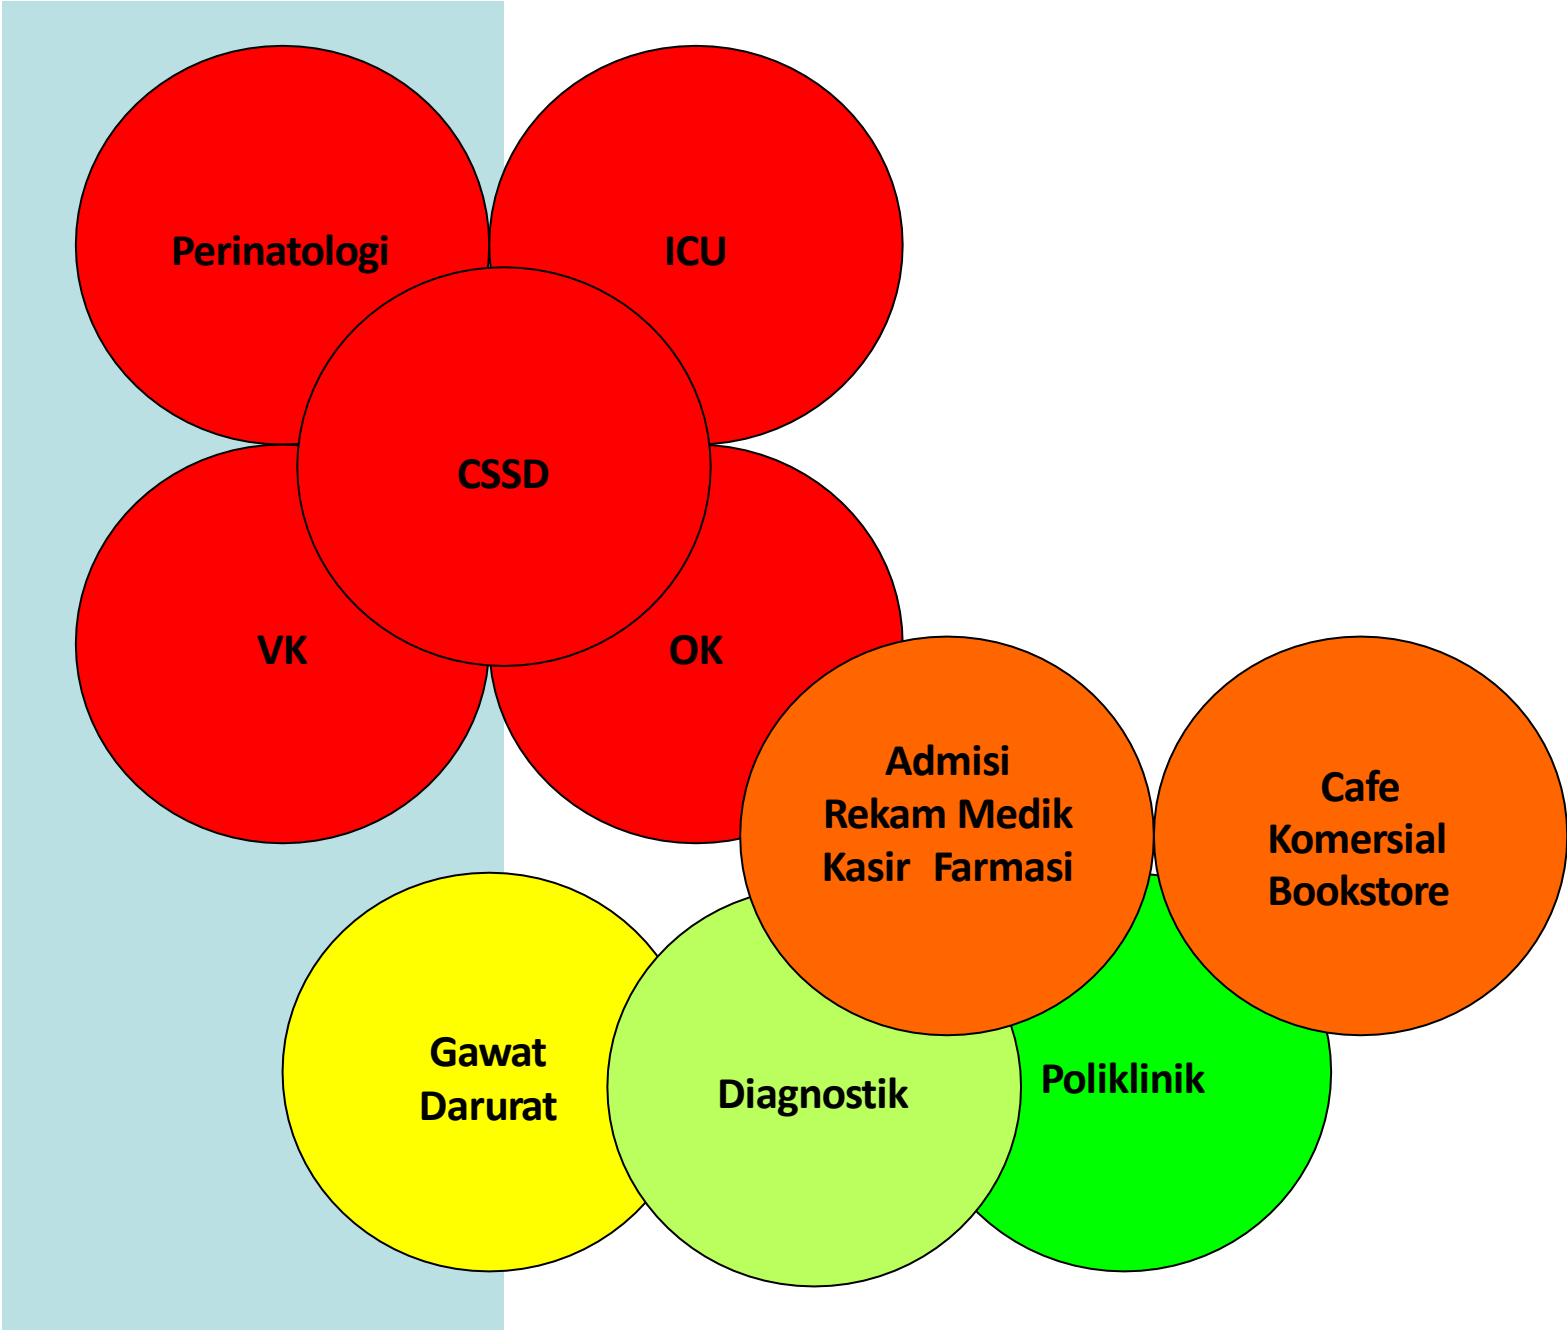 Perinatologi
ICU
CSSD
VK
OK
Admisi
Rekam Medik
Kasir  Farmasi
Cafe
Komersial
Bookstore
Gawat
Darurat
Diagnostik
Poliklinik